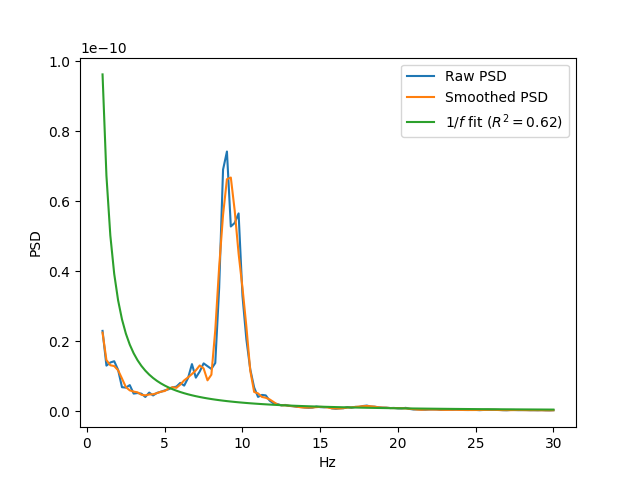 1e−10
1.0
0.8
0.6
0.4
0.2
0.0
PSD
Raw PSD
Smoothed PSD
1/f fit (R² = 0.62)
0 5 10 15 20 25 30
Hz